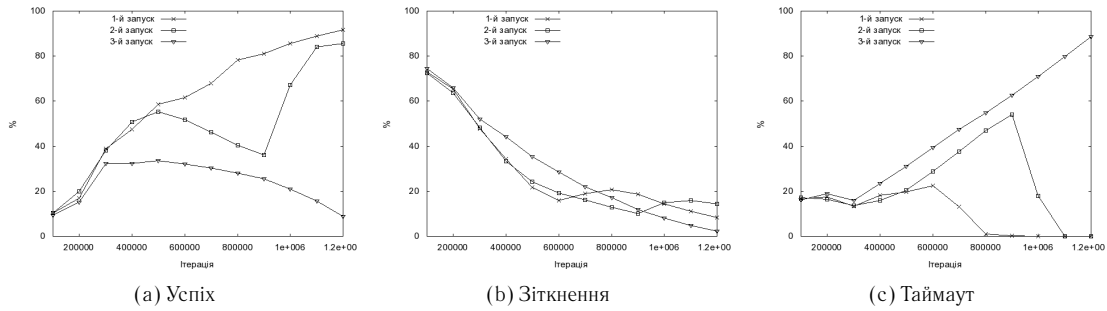 100
80
60
40
20
0
%
1-й запуск
2-й запуск
3-й запуск
200000 400000 600000 800000 1e+006 1.2e+00
Ітерація
(a) Успіх
100
80
60
40
20
0
%
1-й запуск
2-й запуск
3-й запуск
200000 400000 600000 800000 1e+006 1.2e+00
Ітерація
(b) Зіткнення
100
80
60
40
20
0
%
1-й запуск
2-й запуск
3-й запуск
200000 400000 600000 800000 1e+006 1.2e+00
Ітерація
(c) Таймаут